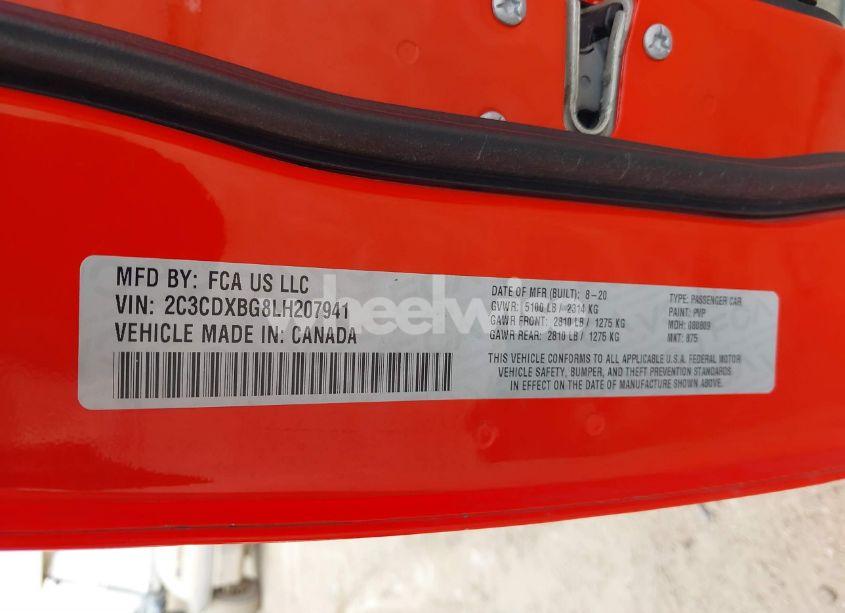 MFD BY: FCA US LLC
VIN: 2C3CDXBG8LH207941
VEHICLE MADE IN: CANADA
DATE OF MFR (BUILT): 8-20
GVWR: 5100 LB / 2314 KG
GAWR FRONT: 2810 LB / 1275 KG
GAWR REAR: 2810 LB / 1275 KG
TYPE: PASSENGER CAR
PAINT: PVP
MDH: 080809
MKT: 875
THIS VEHICLE CONFORMS TO ALL APPLICABLE U.S.A. FEDERAL MOTOR
VEHICLE SAFETY, BUMPER, AND THEFT PREVENTION STANDARDS
IN EFFECT ON THE DATE OF MANUFACTURE SHOWN ABOVE.